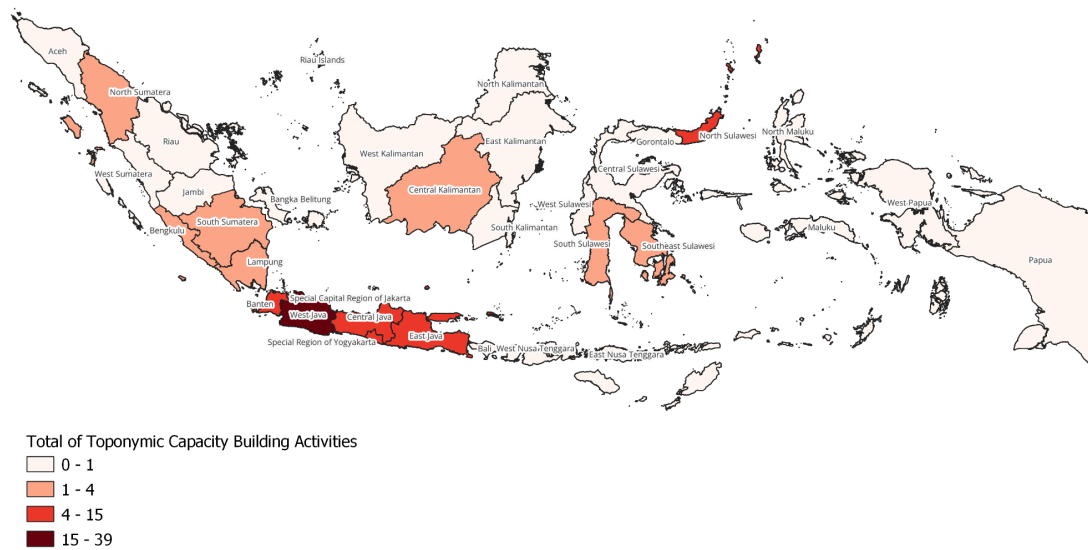 Aceh
Riau Islands
North Sumatera
North Kalimantan
Riau
West Kalimantan
East Kalimantan
Gorontalo
North Sulawesi
North Maluku
West Sumatera
Jambi
Central Kalimantan
Central Sulawesi
Bangka Belitung
West Sulawesi
West Papua
South Sumatera
Bengkulu
South Kalimantan
Maluku
South Sulawesi
Southeast Sulawesi
Lampung
Papua
Special Capital Region of Jakarta
Banten
West Java
Central Java
East Java
Special Region of Yogyakarta
Bali
West Nusa Tenggara
East Nusa Tenggara
Total of Toponymic Capacity Building Activities
0 - 1
1 - 4
4 - 15
15 - 39